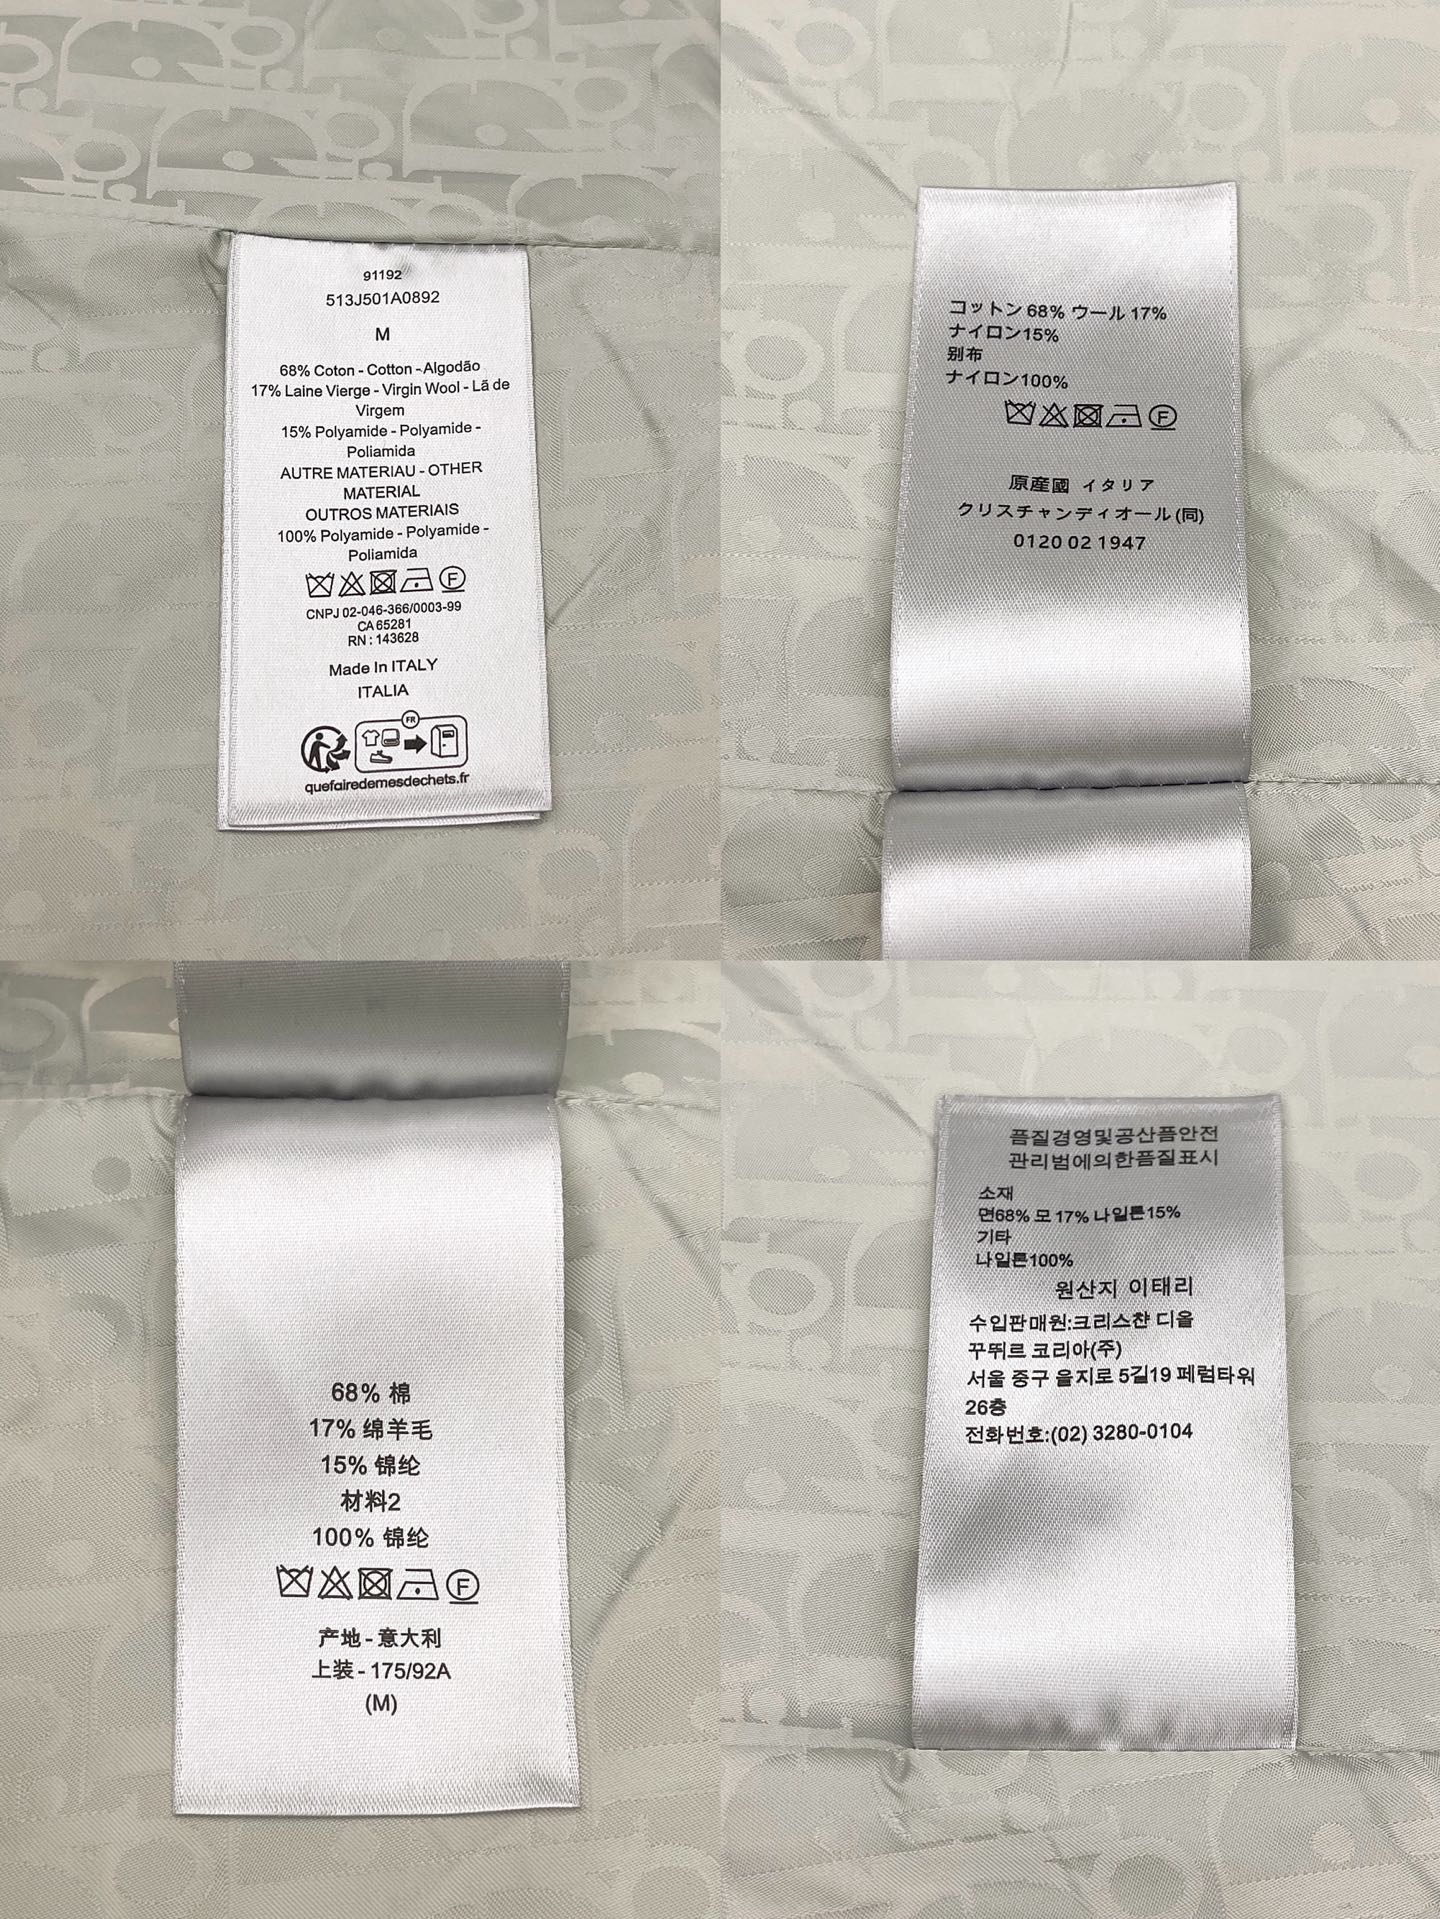 91192
513J501A0892
M
68% Coton - Cotton - Algodão
17% Laine Vierge - Virgin Wool - Lã de
Virgem
15% Polyamide - Polyamide -
Poliamida
AUTRE MATERIAU - OTHER
MATERIAL
OUTROS MATERIAIS
100% Polyamide - Polyamide -
Poliamida
F
CNPJ 02-046-366/0003-99
CA 65281
RN : 143628
Made In ITALY
ITALIA
FR
quefairedemesdechets.fr
コットン 68% ウール 17%
ナイロン15%
別布
ナイロン100%
F
原産國 イタリア
クリスチャンディオール(同)
0120 02 1947
68% 棉
17% 绵羊毛
15% 锦纶
材料2
100% 锦纶
F
产地 - 意大利
上装 - 175/92A
(M)
픔질경영및공산픔안전
관리범에의한픔질표시
소재
면68% 모 17% 나일론15%
기타
나일론100%
원산지 이태리
수입판매원:크리스챤 디올
꾸뛰르 코리아(주)
서울 중구 을지로 5길19 페럼타워
26층
전화번호:(02) 3280-0104